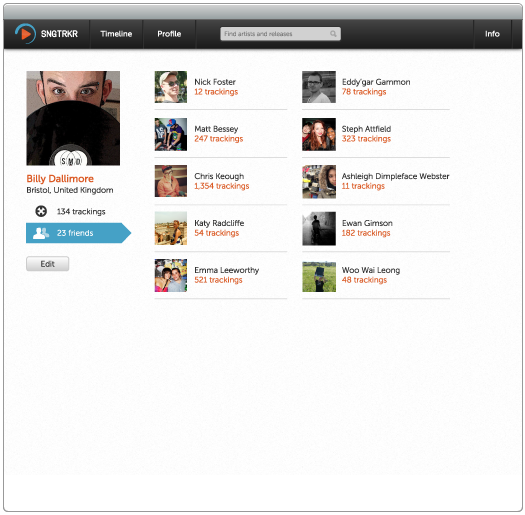 SNGTRKR
Timeline
Profile
Find artists and releases
Info
SMD
Billy Dallimore
Bristol, United Kingdom
134 trackings
23 friends
Edit
Nick Foster
12 trackings
Matt Bessey
247 trackings
Chris Keough
1,354 trackings
Katy Radcliffe
54 trackings
Emma Leeworthy
521 trackings
Eddy'gar Gammon
78 trackings
Steph Attfield
323 trackings
Ashleigh Dimpleface Webster
11 trackings
Ewan Gimson
182 trackings
Woo Wai Leong
48 trackings